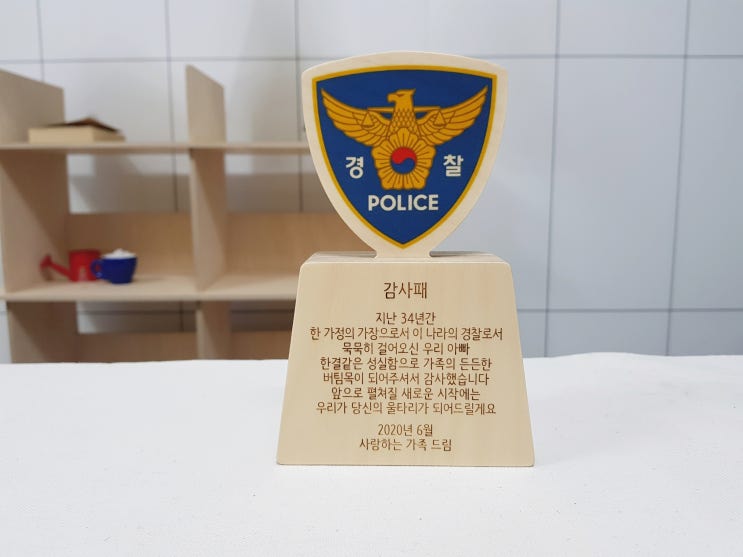 경 찰
POLICE
감사패
지난 34년간
한 가정의 가장으로서 이 나라의 경찰로서
묵묵히 걸어오신 우리 아빠
한결같은 성실함으로 가족의 든든한
버팀목이 되어주셔서 감사했습니다
앞으로 펼쳐질 새로운 시작에는
우리가 당신의 울타리가 되어드릴게요
2020년 6월
사랑하는 가족 드림